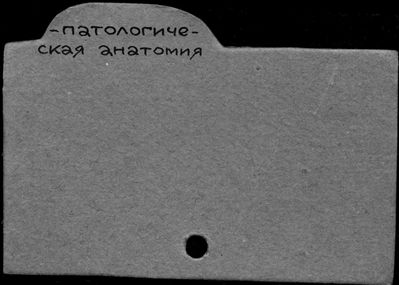 -патологиче-
ская анатомия